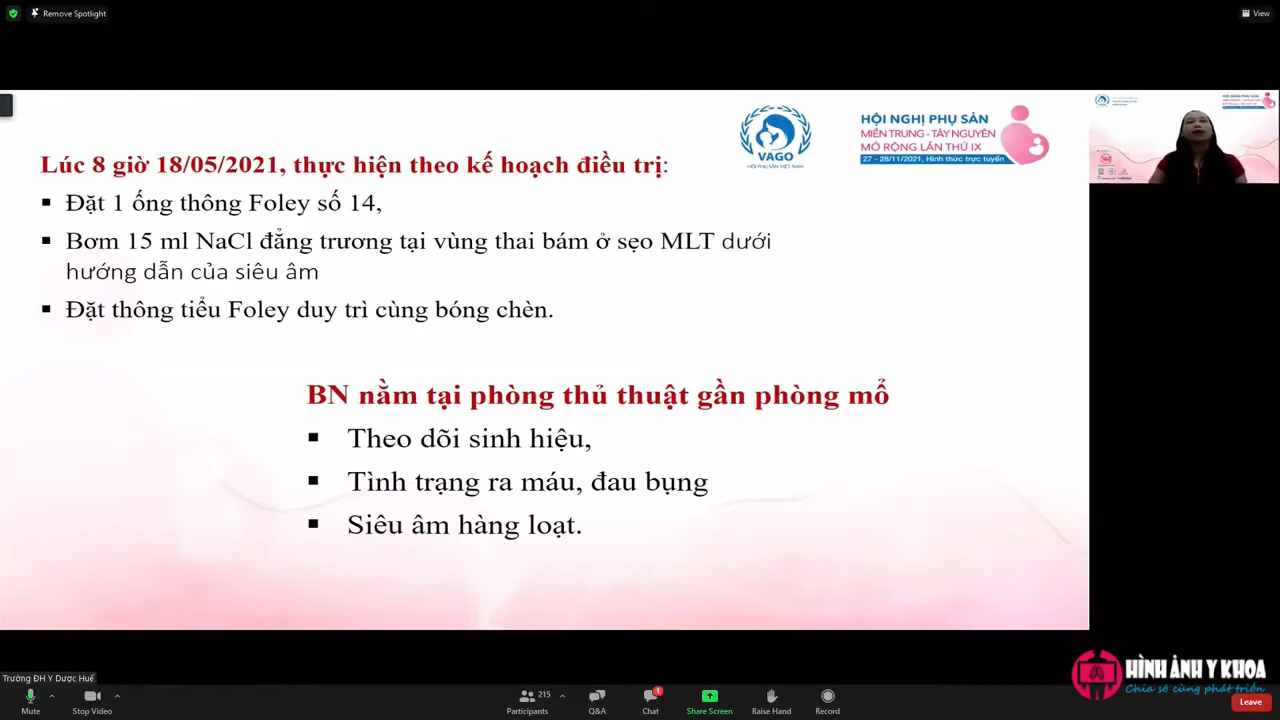 Remove Spotlight
View
VAGO
HỘI PHỤ SẢN VIỆT NAM
HỘI NGHỊ PHỤ SẢN
MIỀN TRUNG - TÂY NGUYÊN
MỞ RỘNG LẦN THỨ IX
27 - 28/11/2021, Hình thức trực tuyến
Lúc 8 giờ 18/05/2021, thực hiện theo kế hoạch điều trị:
▪ Đặt 1 ống thông Foley số 14,
▪ Bơm 15 ml NaCl đẳng trương tại vùng thai bám ở sẹo MLT dưới
hướng dẫn của siêu âm
▪ Đặt thông tiểu Foley duy trì cùng bóng chèn.
BN nằm tại phòng thủ thuật gần phòng mổ
▪ Theo dõi sinh hiệu,
▪ Tình trạng ra máu, đau bụng
▪ Siêu âm hàng loạt.
Trường ĐH Y Dược Huế
HÌNH ẢNH Y KHOA
Chia sẻ cùng phát triển
Mute
Stop Video
215
Participants
Q&A
1
Chat
Share Screen
Raise Hand
Record
Leave